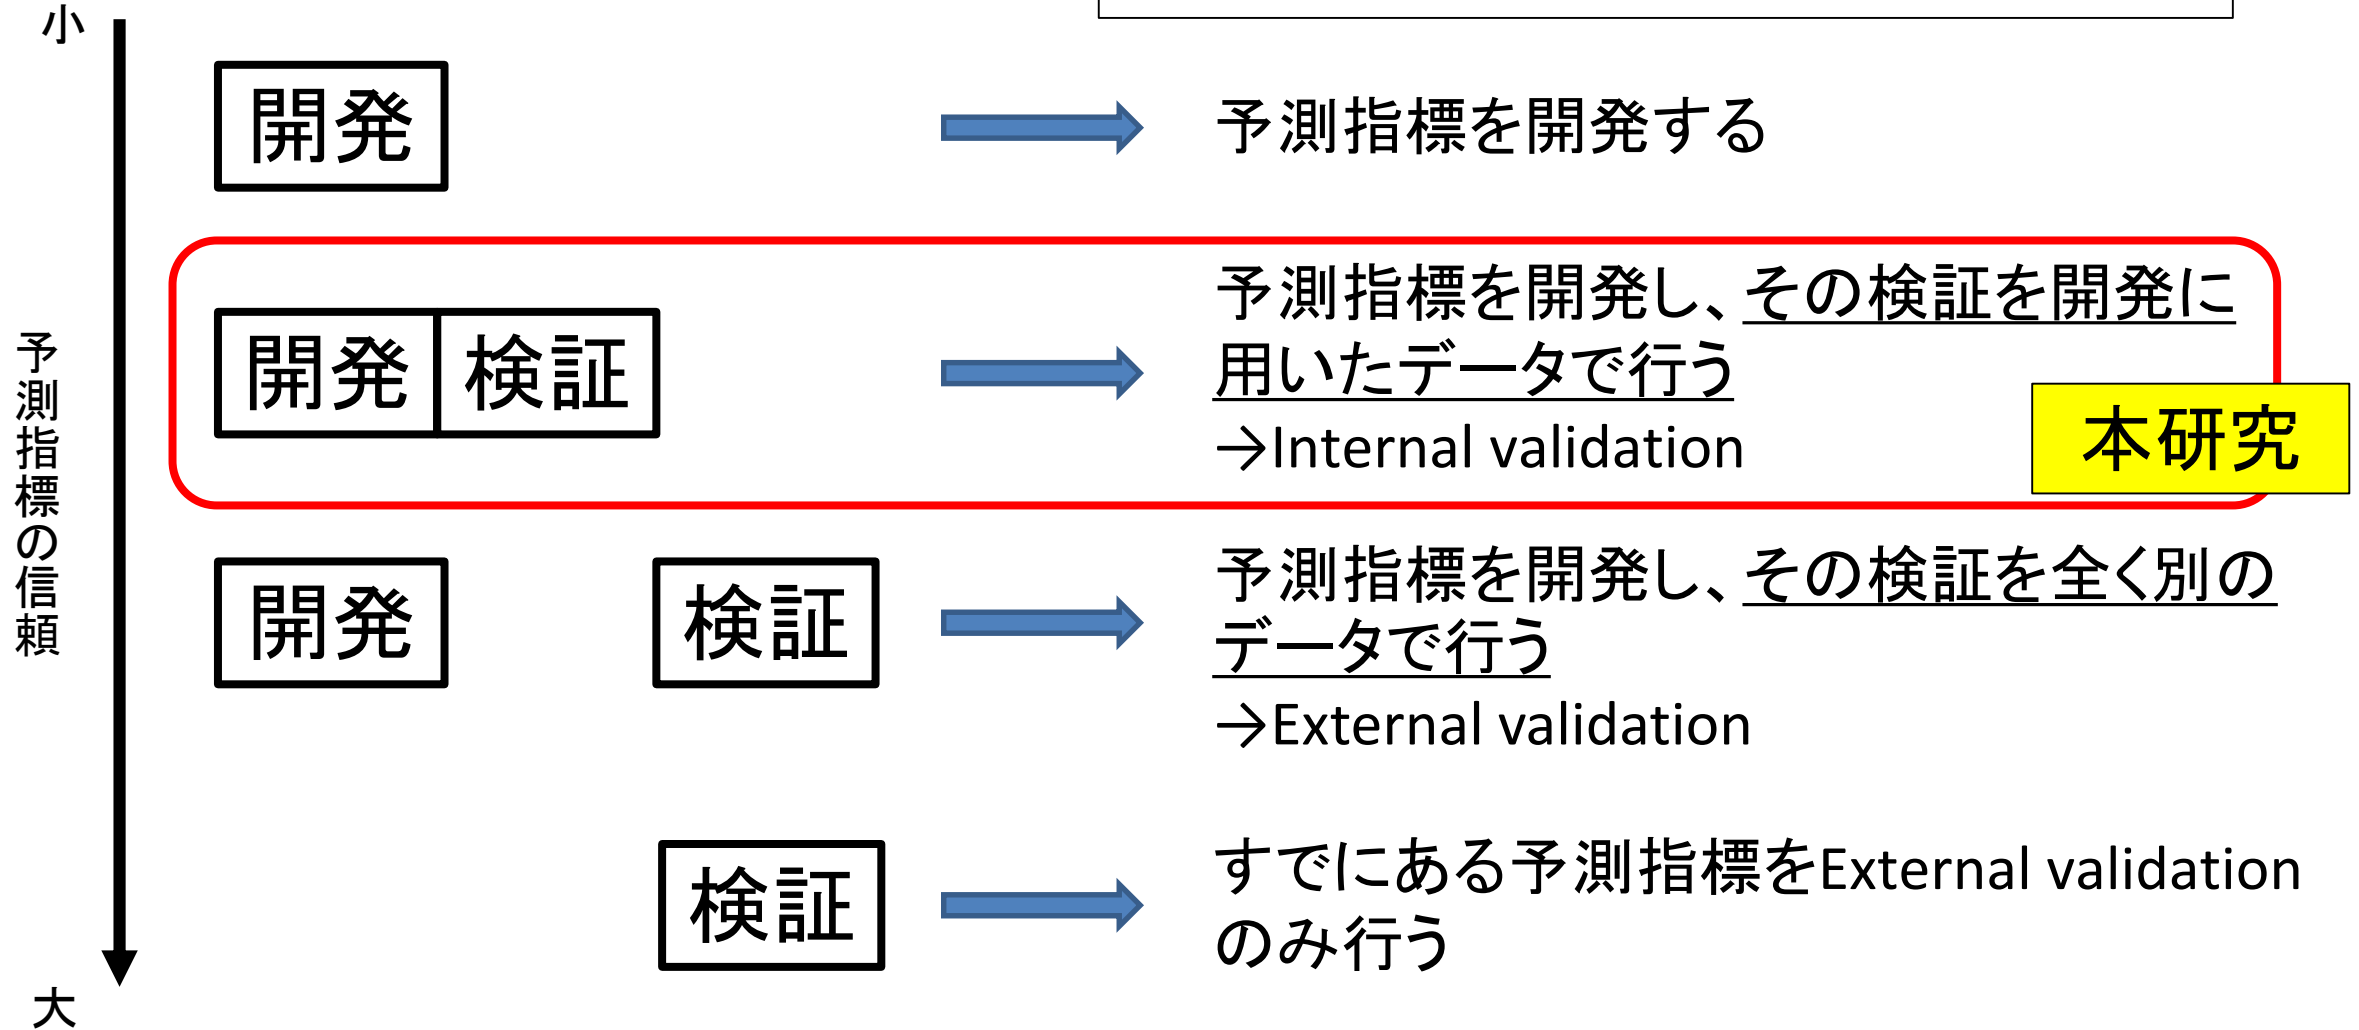 小
予測指標の信頼
大
開発
予測指標を開発する
開発 検証
予測指標を開発し、その検証を開発に
用いたデータで行う
→Internal validation
本研究
開発 検証
予測指標を開発し、その検証を全く別の
データで行う
→External validation
検証
すでにある予測指標をExternal validation
のみ行う